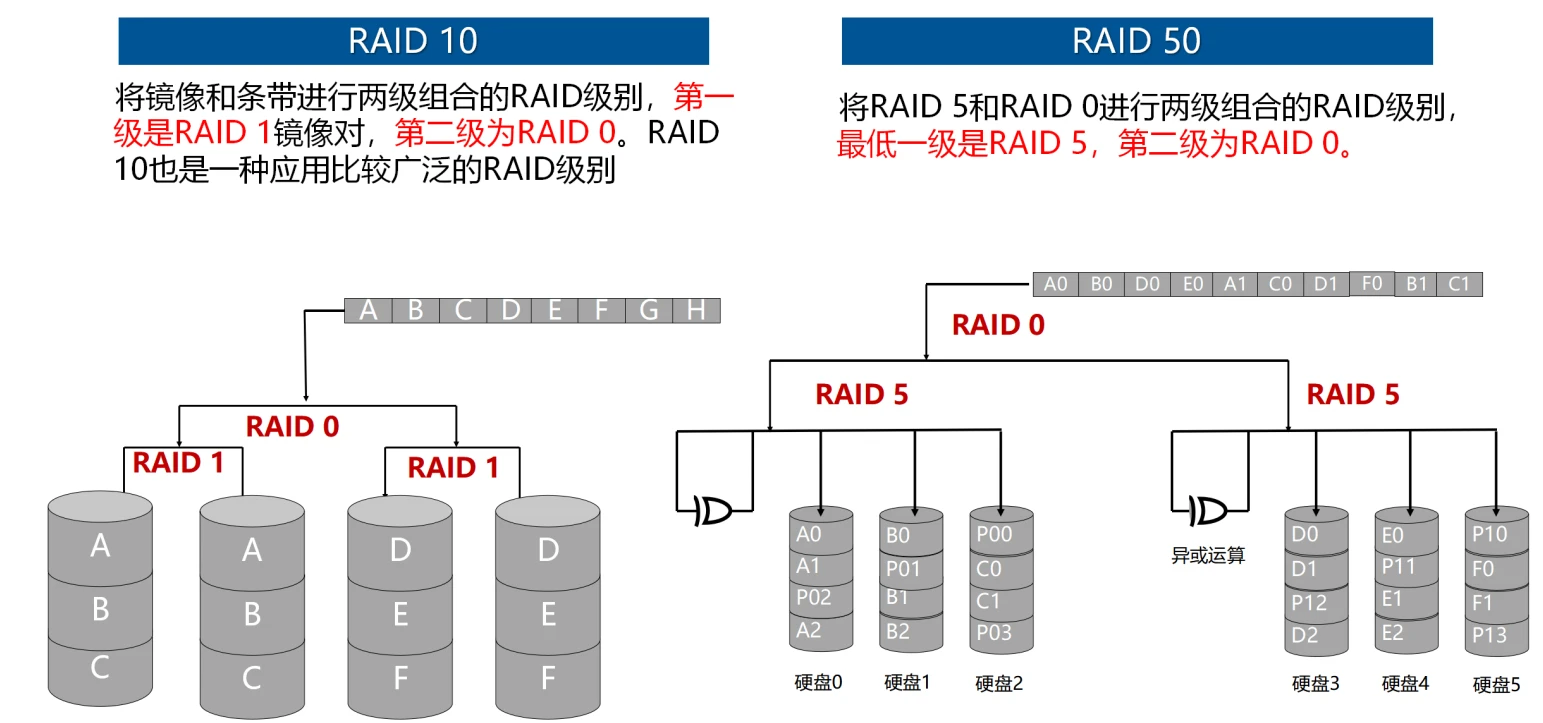 RAID 10
将镜像和条带进行两级组合的RAID级别，第一
级是RAID 1镜像对，第二级为RAID 0。RAID
10也是一种应用比较广泛的RAID级别
A B C D E F G H
RAID 0
RAID 1
RAID 1
A A D D
B B E E
C C F F
RAID 50
将RAID 5和RAID 0进行两级组合的RAID级别，
最低一级是RAID 5，第二级为RAID 0。
A0 B0 D0 E0 A1 C0 D1 F0 B1 C1
RAID 0
RAID 5
RAID 5
异或运算
A0 B0 P00 D0 E0 P10
A1 P01 C0 D1 P11 F0
P02 B1 C1 P12 E1 F1
A2 B2 P03 D2 E2 P13
硬盘0 硬盘1 硬盘2 硬盘3 硬盘4 硬盘5